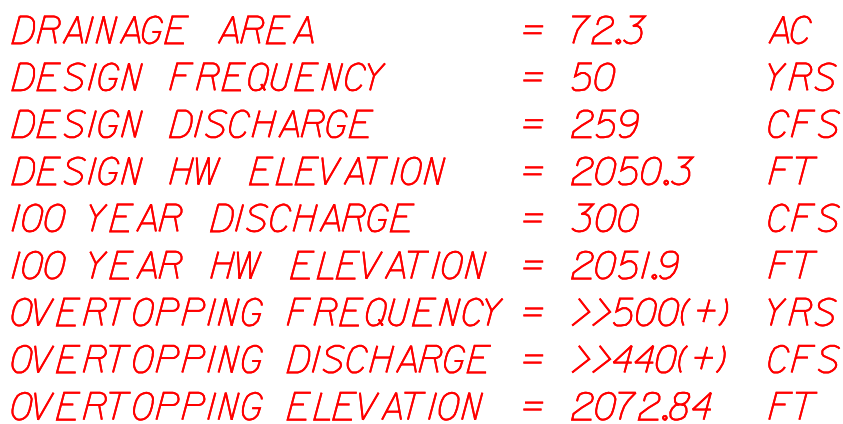 DRAINAGE AREA = 72.3 AC
DESIGN FREQUENCY = 50 YRS
DESIGN DISCHARGE = 259 CFS
DESIGN HW ELEVATION = 2050.3 FT
100 YEAR DISCHARGE = 300 CFS
100 YEAR HW ELEVATION = 2051.9 FT
OVERTOPPING FREQUENCY = >>500(+) YRS
OVERTOPPING DISCHARGE = >>440(+) CFS
OVERTOPPING ELEVATION = 2072.84 FT